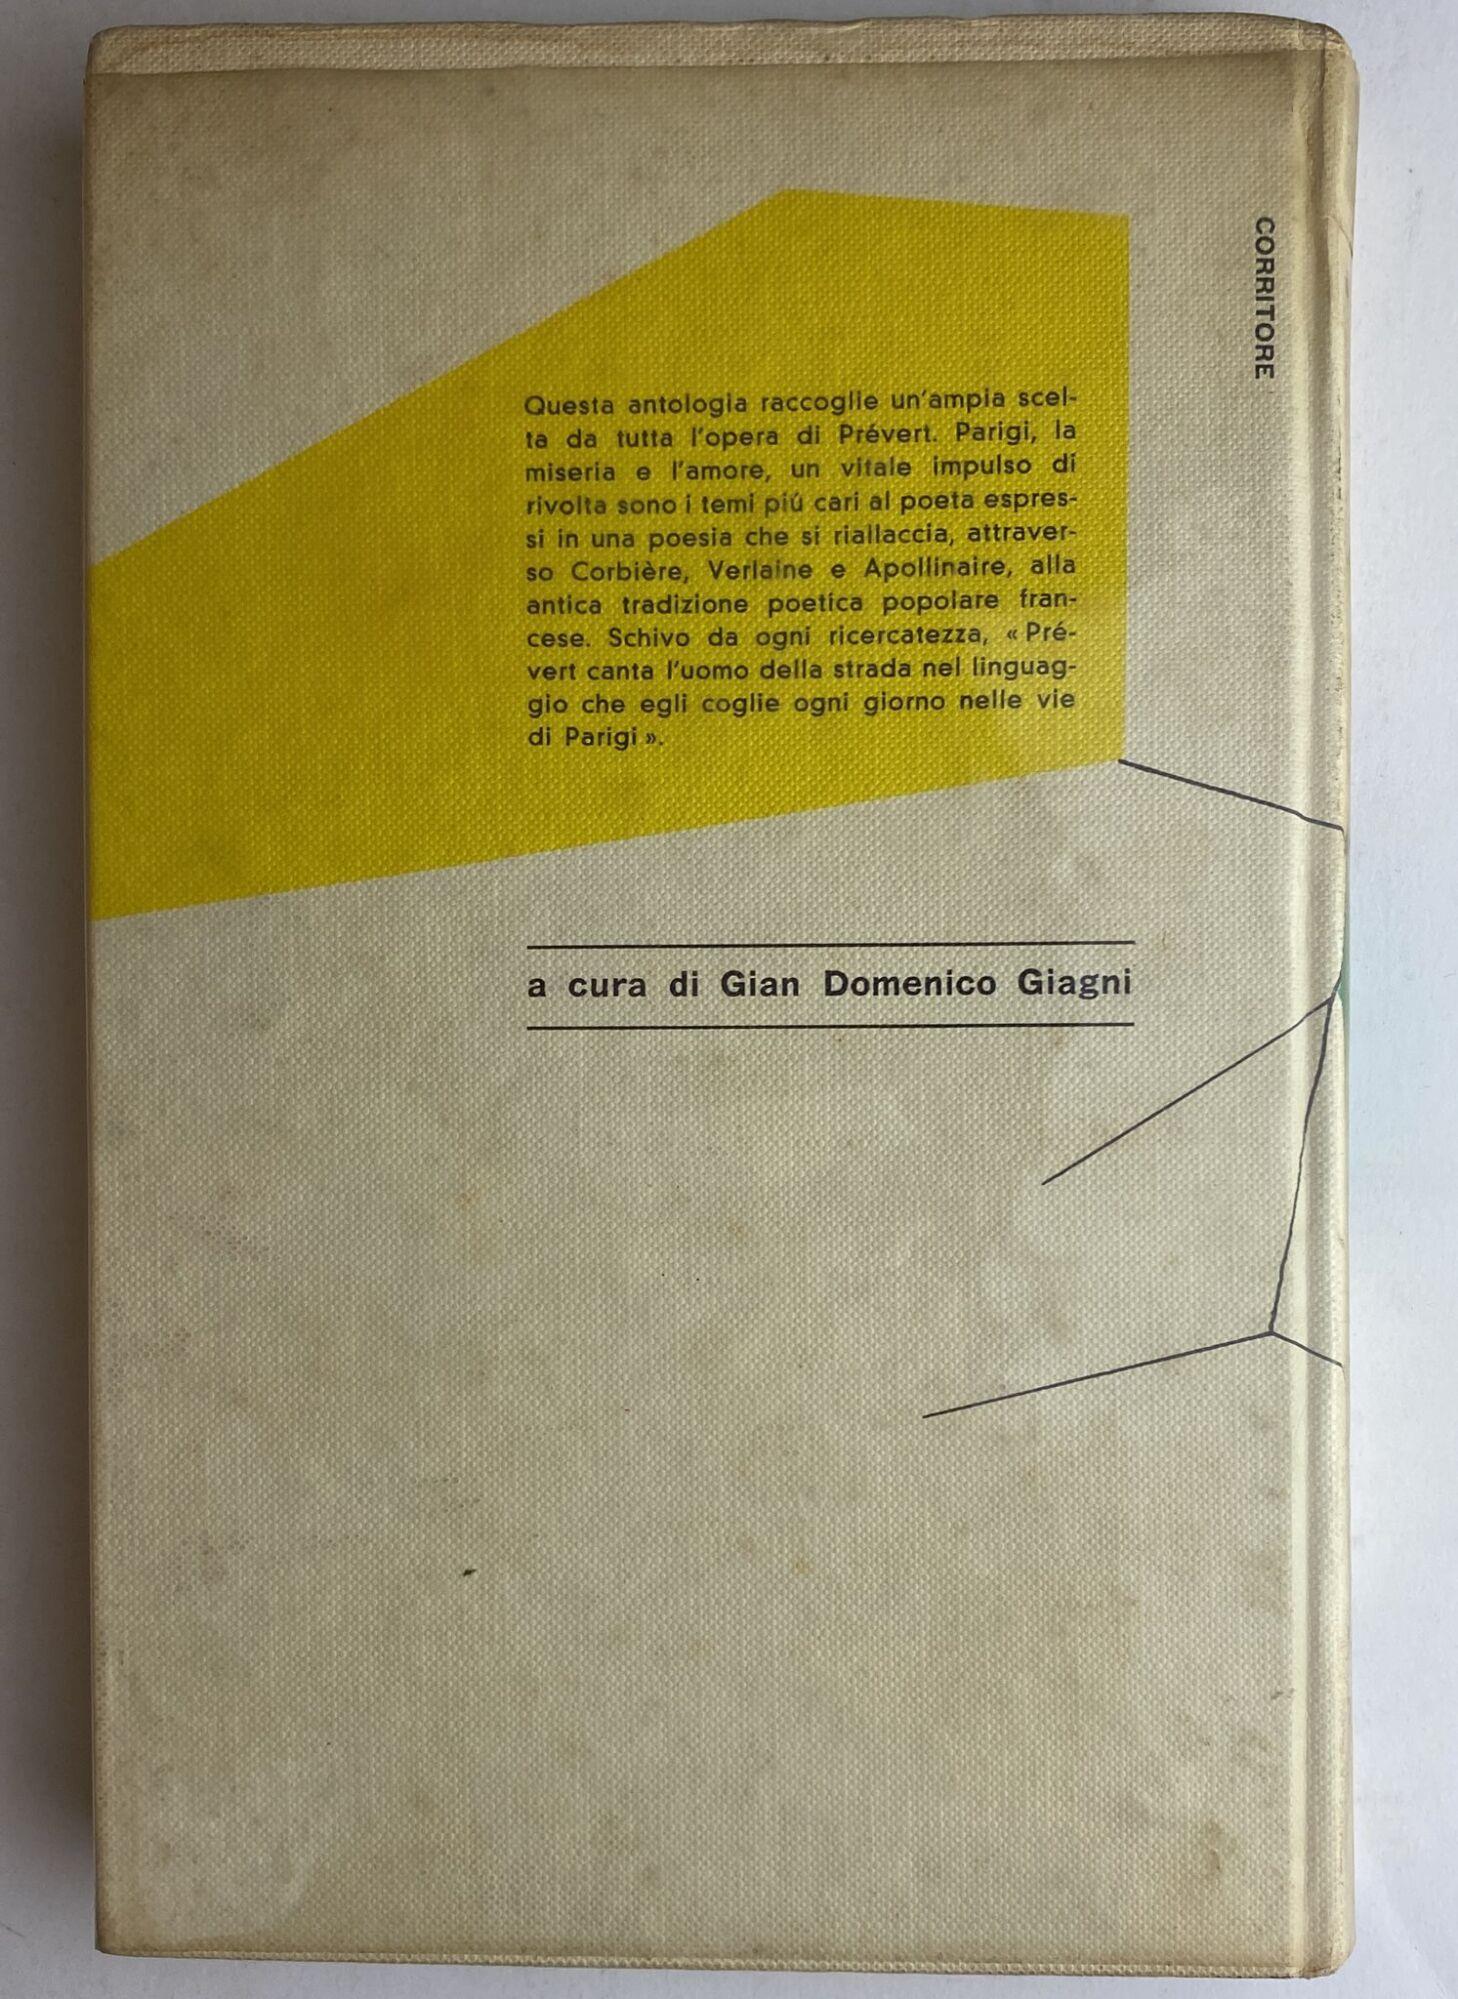 CORRITORE
Questa antologia raccoglie un'ampia scel-
ta da tutta l'opera di Prévert. Parigi, la
miseria e l'amore, un vitale impulso di
rivolta sono i temi piú cari al poeta espres-
si in una poesia che si riallaccia, attraver-
so Corbière, Verlaine e Apollinaire, alla
antica tradizione poetica popolare fran-
cese. Schivo da ogni ricercatezza, « Pré-
vert canta l'uomo della strada nel linguag-
gio che egli coglie ogni giorno nelle vie
di Parigi ».
a cura di Gian Domenico Giagni